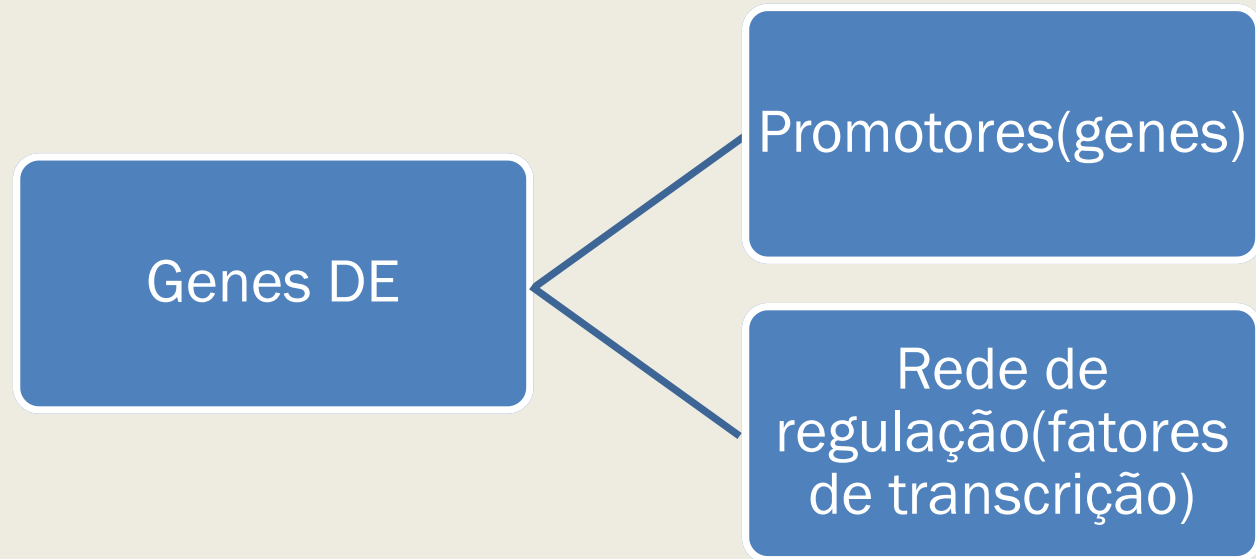 Promotores(genes)
Genes DE
Rede de
regulação(fatores
de transcrição)